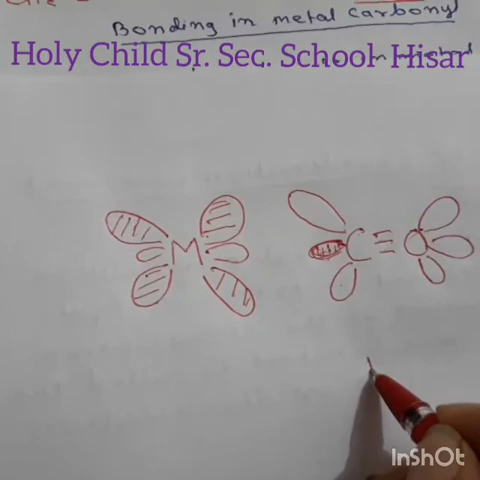 Bonding in metal carbonyl
Holy Child Sr. Sec. School Hisar
M C ≡ O
InShOt